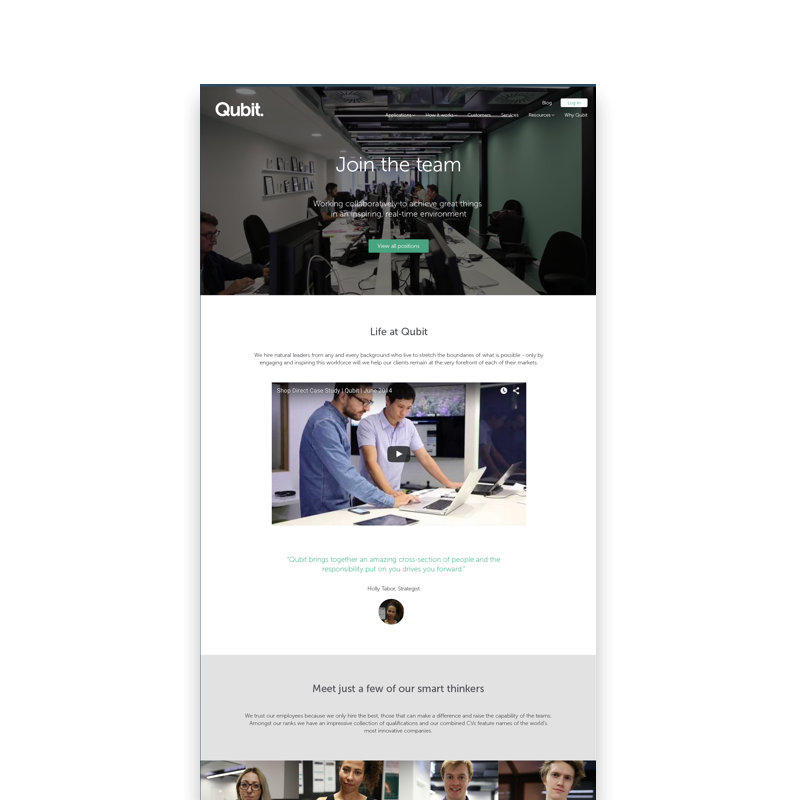 Qubit.
Blog
Log in
Applications
How it works
Customers
Services
Resources
Why Qubit
Join the team
Working collaboratively to achieve great things
in an inspiring, real-time environment
View all positions
Life at Qubit
We hire natural leaders from any and every background who live to stretch the boundaries of what is possible - only by
engaging and inspiring this workforce will we help our clients remain at the very forefront of each of their markets.
Shop Direct Case Study | Qubit | June 2014
"Qubit brings together an amazing cross-section of people and the
responsibility put on you drives you forward."
Holly Tabor, Strategist
Meet just a few of our smart thinkers
We trust our employees because we only hire the best, those that can make a difference and raise the capability of the teams.
Amongst our ranks we have an impressive collection of qualifications and our combined CVs feature names of the world's
most innovative companies.